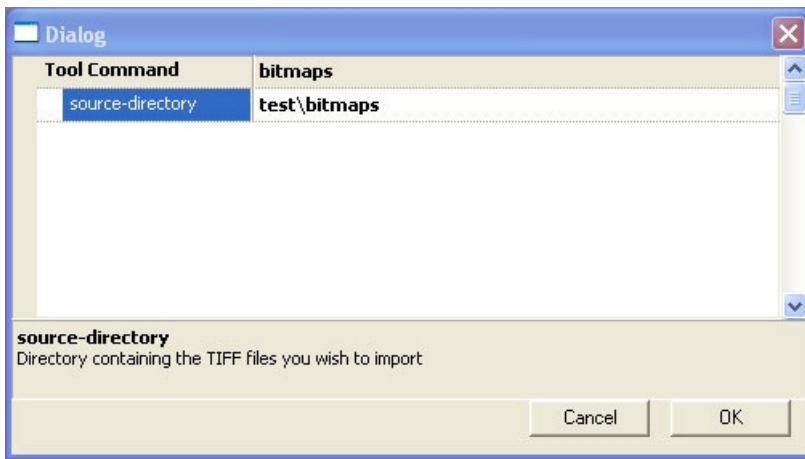 Dialog
Tool Command bitmaps
source-directory test\bitmaps
source-directory
Directory containing the TIFF files you wish to import
Cancel OK